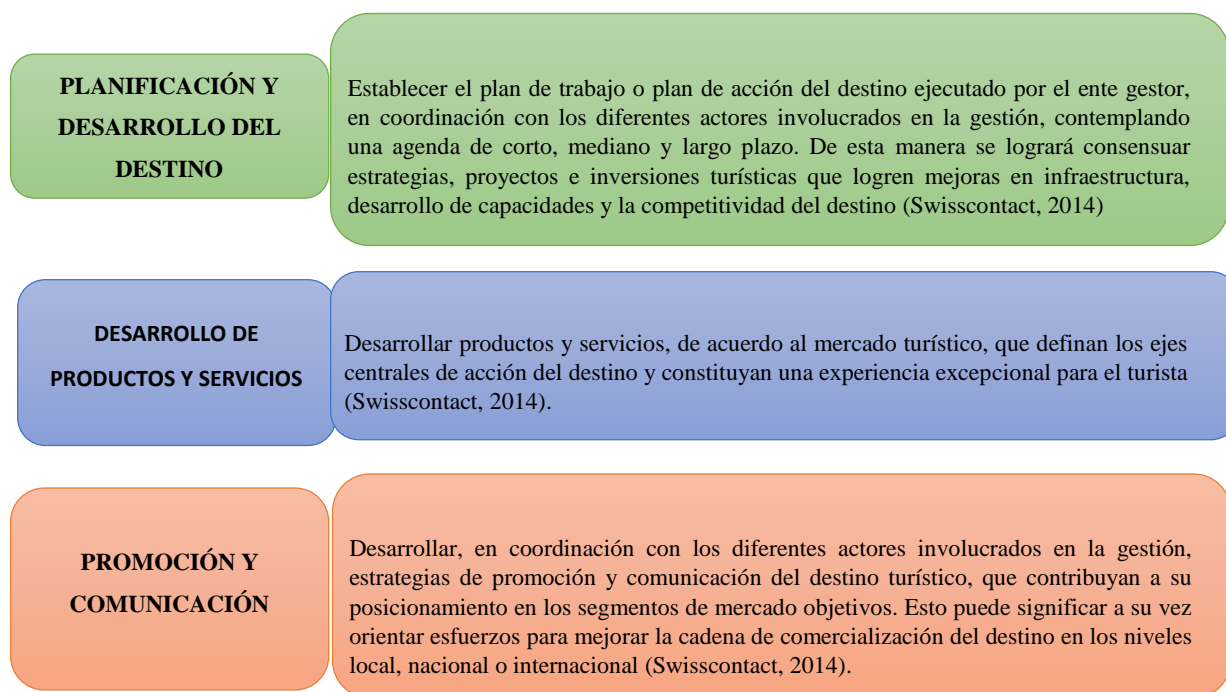 PLANIFICACIÓN Y
DESARROLLO DEL
DESTINO
Establecer el plan de trabajo o plan de acción del destino ejecutado por el ente gestor,
en coordinación con los diferentes actores involucrados en la gestión, contemplando
una agenda de corto, mediano y largo plazo. De esta manera se logrará consensuar
estrategias, proyectos e inversiones turísticas que logren mejoras en infraestructura,
desarrollo de capacidades y la competitividad del destino (Swisscontact, 2014)
DESARROLLO DE
PRODUCTOS Y SERVICIOS
Desarrollar productos y servicios, de acuerdo al mercado turístico, que definan los ejes
centrales de acción del destino y constituyan una experiencia excepcional para el turista
(Swisscontact, 2014).
PROMOCIÓN Y
COMUNICACIÓN
Desarrollar, en coordinación con los diferentes actores involucrados en la gestión,
estrategias de promoción y comunicación del destino turístico, que contribuyan a su
posicionamiento en los segmentos de mercado objetivos. Esto puede significar a su vez
orientar esfuerzos para mejorar la cadena de comercialización del destino en los niveles
local, nacional o internacional (Swisscontact, 2014).